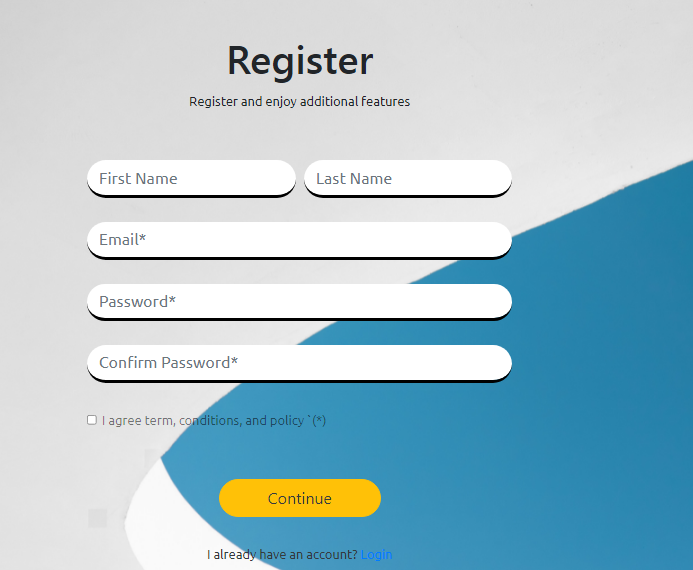 Register
Register and enjoy additional features
First Name Last Name
Email*
Password*
Confirm Password*
I agree term, conditions, and policy `(*)
Continue
I already have an account? Login